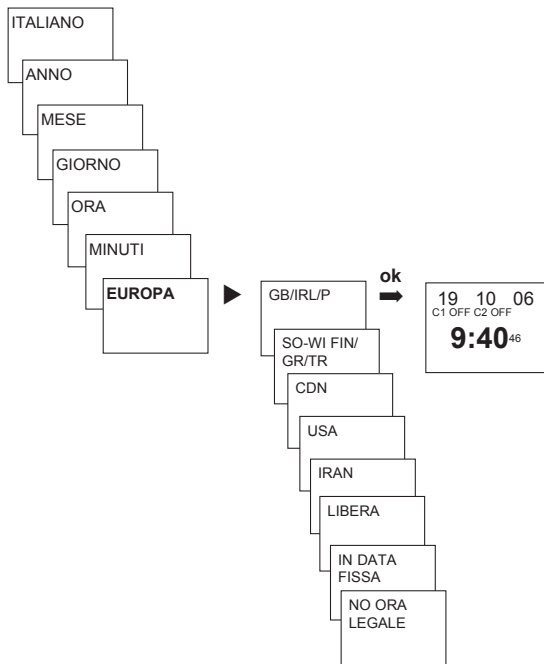 ITALIANO
ANNO
MESE
GIORNO
ORA
MINUTI
EUROPA
GB/IRL/P
SO-WI FIN/
GR/TR
CDN
USA
IRAN
LIBERA
IN DATA
FISSA
NO ORA
LEGALE
ok
19 10 06
C1 OFF C2 OFF
9:40 46